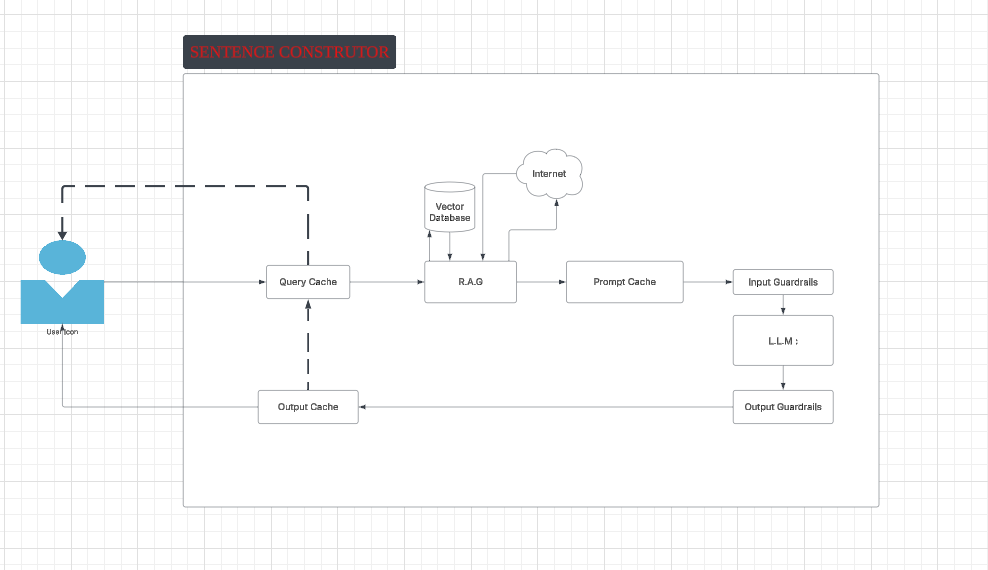 SENTENCE CONSTRUTOR
Internet
Vector
Database
Query Cache
R.A.G
Prompt Cache
Input Guardrails
User Icon
L.L.M :
Output Cache
Output Guardrails